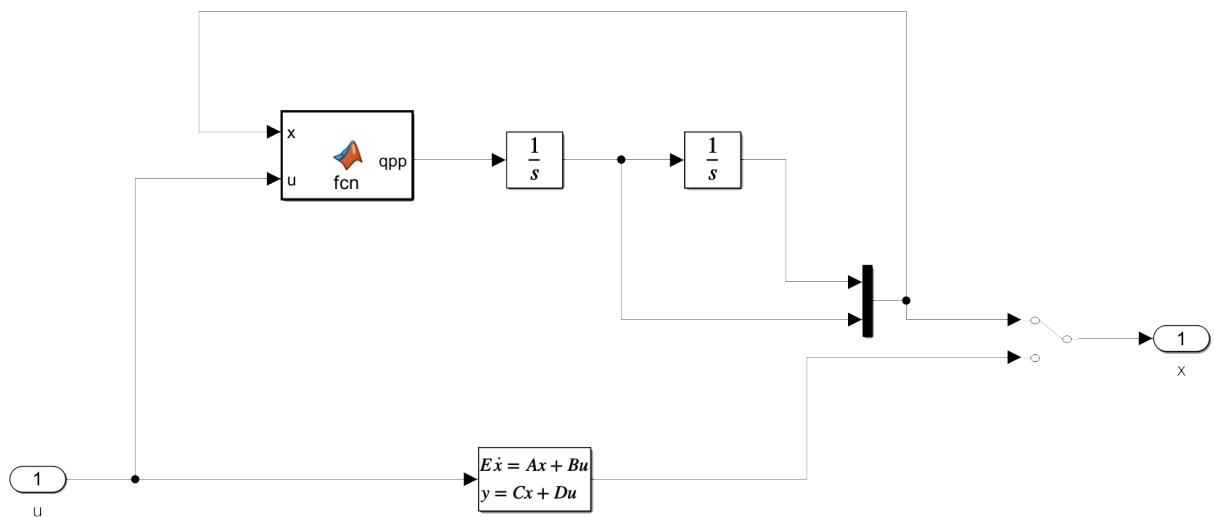 x
u
qpp
fcn
1
s
1
s
1
x
1
u
Eẋ = Ax + Bu
y = Cx + Du